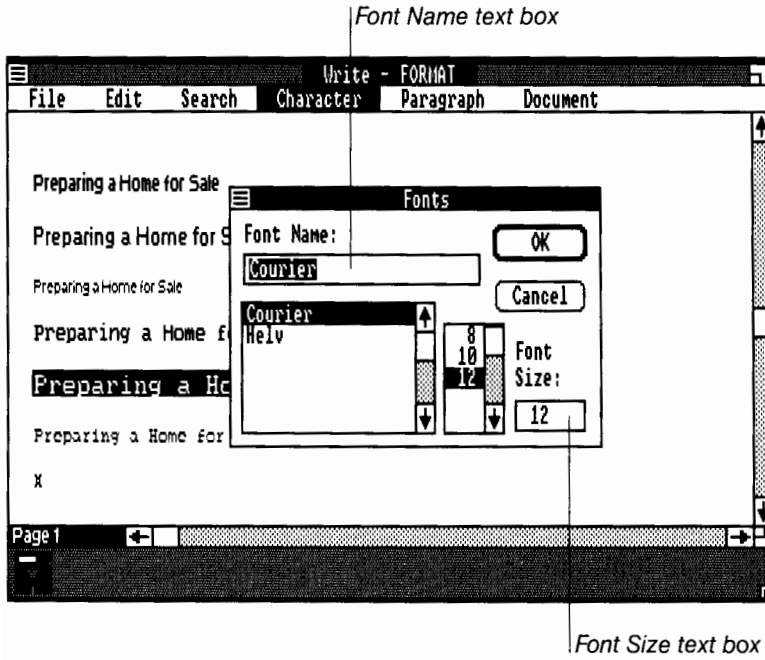 Font Name text box
Write - FORMAT
File Edit Search Character Paragraph Document
Preparing a Home for Sale
Preparing a Home for S
Preparing a Home for Sale
Preparing a Home f
Preparing a Ho
Preparing a Home for
x
Fonts
Font Name:
OK
Courier
Cancel
Courier
Helv
8
10
12
Font
Size:
12
Page 1
Font Size text box